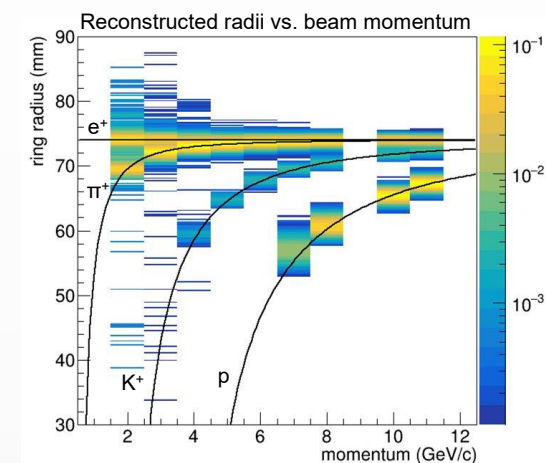 Reconstructed radii vs. beam momentum
ring radius (mm)
90
80
70
60
50
40
30
e⁺
π⁺
K⁺
p
2 4 6 8 10 12
momentum (GeV/c)
10⁻¹
10⁻²
10⁻³